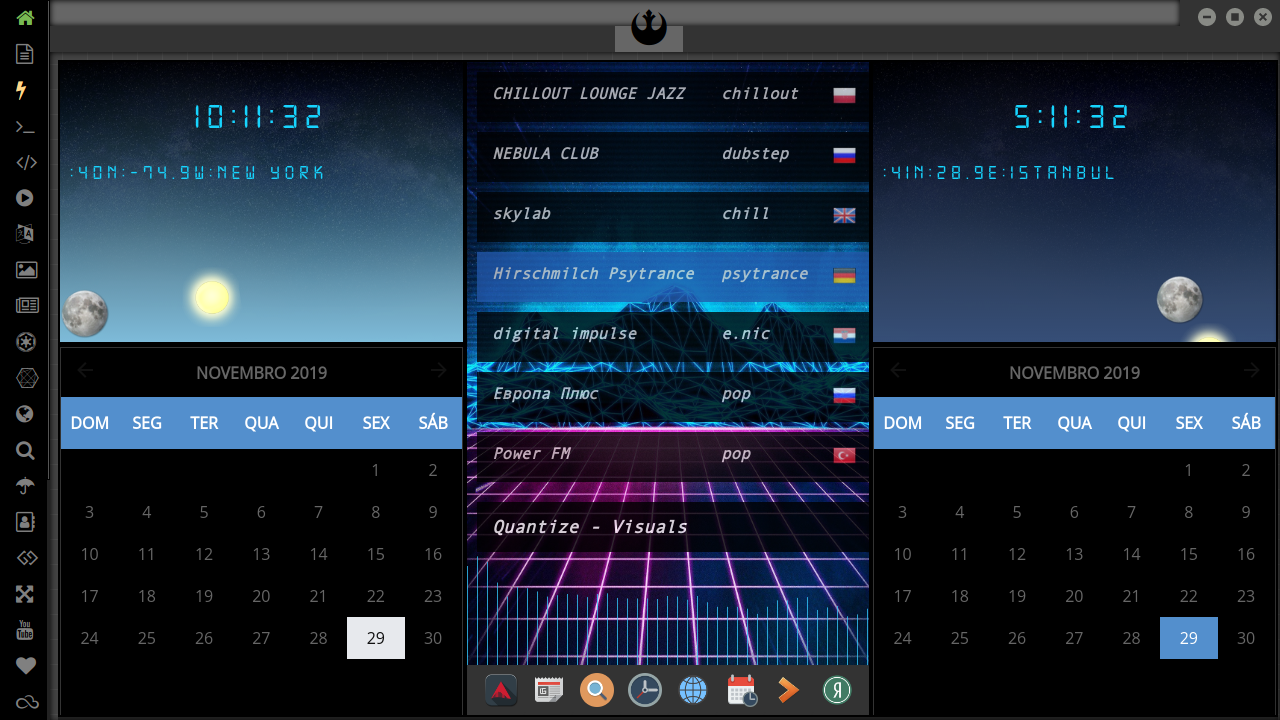 10:11:32
:40N:-74.9W:NEW YORK
NOVEMBRO 2019
DOM SEG TER QUA QUI SEX SÁB
1 2
3 4 5 6 7 8 9
10 11 12 13 14 15 16
17 18 19 20 21 22 23
24 25 26 27 28 29 30
CHILLOUT LOUNGE JAZZ chillout
NEBULA CLUB dubstep
skylab chill
Hirschmilch Psytrance psytrance
digital impulse e.nic
Европа Плюс pop
Power FM pop
Quantize - Visuals
Я
5:11:32
:41N:28.9E:ISTANBUL
NOVEMBRO 2019
DOM SEG TER QUA QUI SEX SÁB
1 2
3 4 5 6 7 8 9
10 11 12 13 14 15 16
17 18 19 20 21 22 23
24 25 26 27 28 29 30
You
Tube